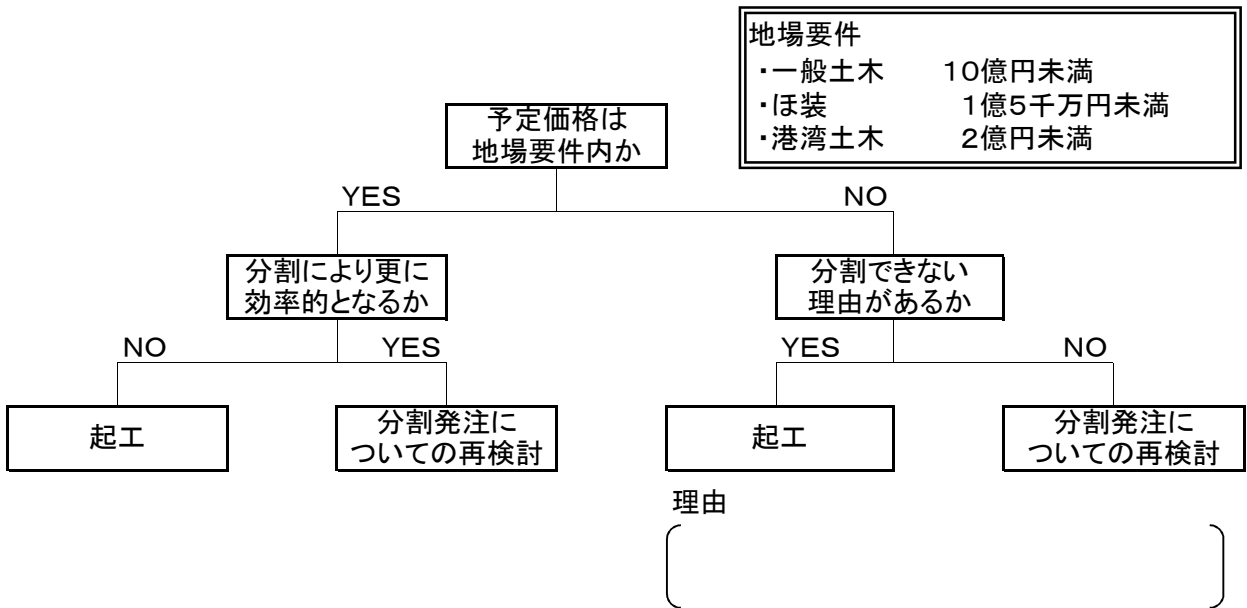 地場要件
・一般土木　　10億円未満
・ほ装　　　　1億5千万円未満
・港湾土木　　2億円未満
予定価格は
地場要件内か
YES
NO
分割により更に
効率的となるか
分割できない
理由があるか
NO
YES
YES
NO
起工
分割発注に
ついての再検討
起工
分割発注に
ついての再検討
理由